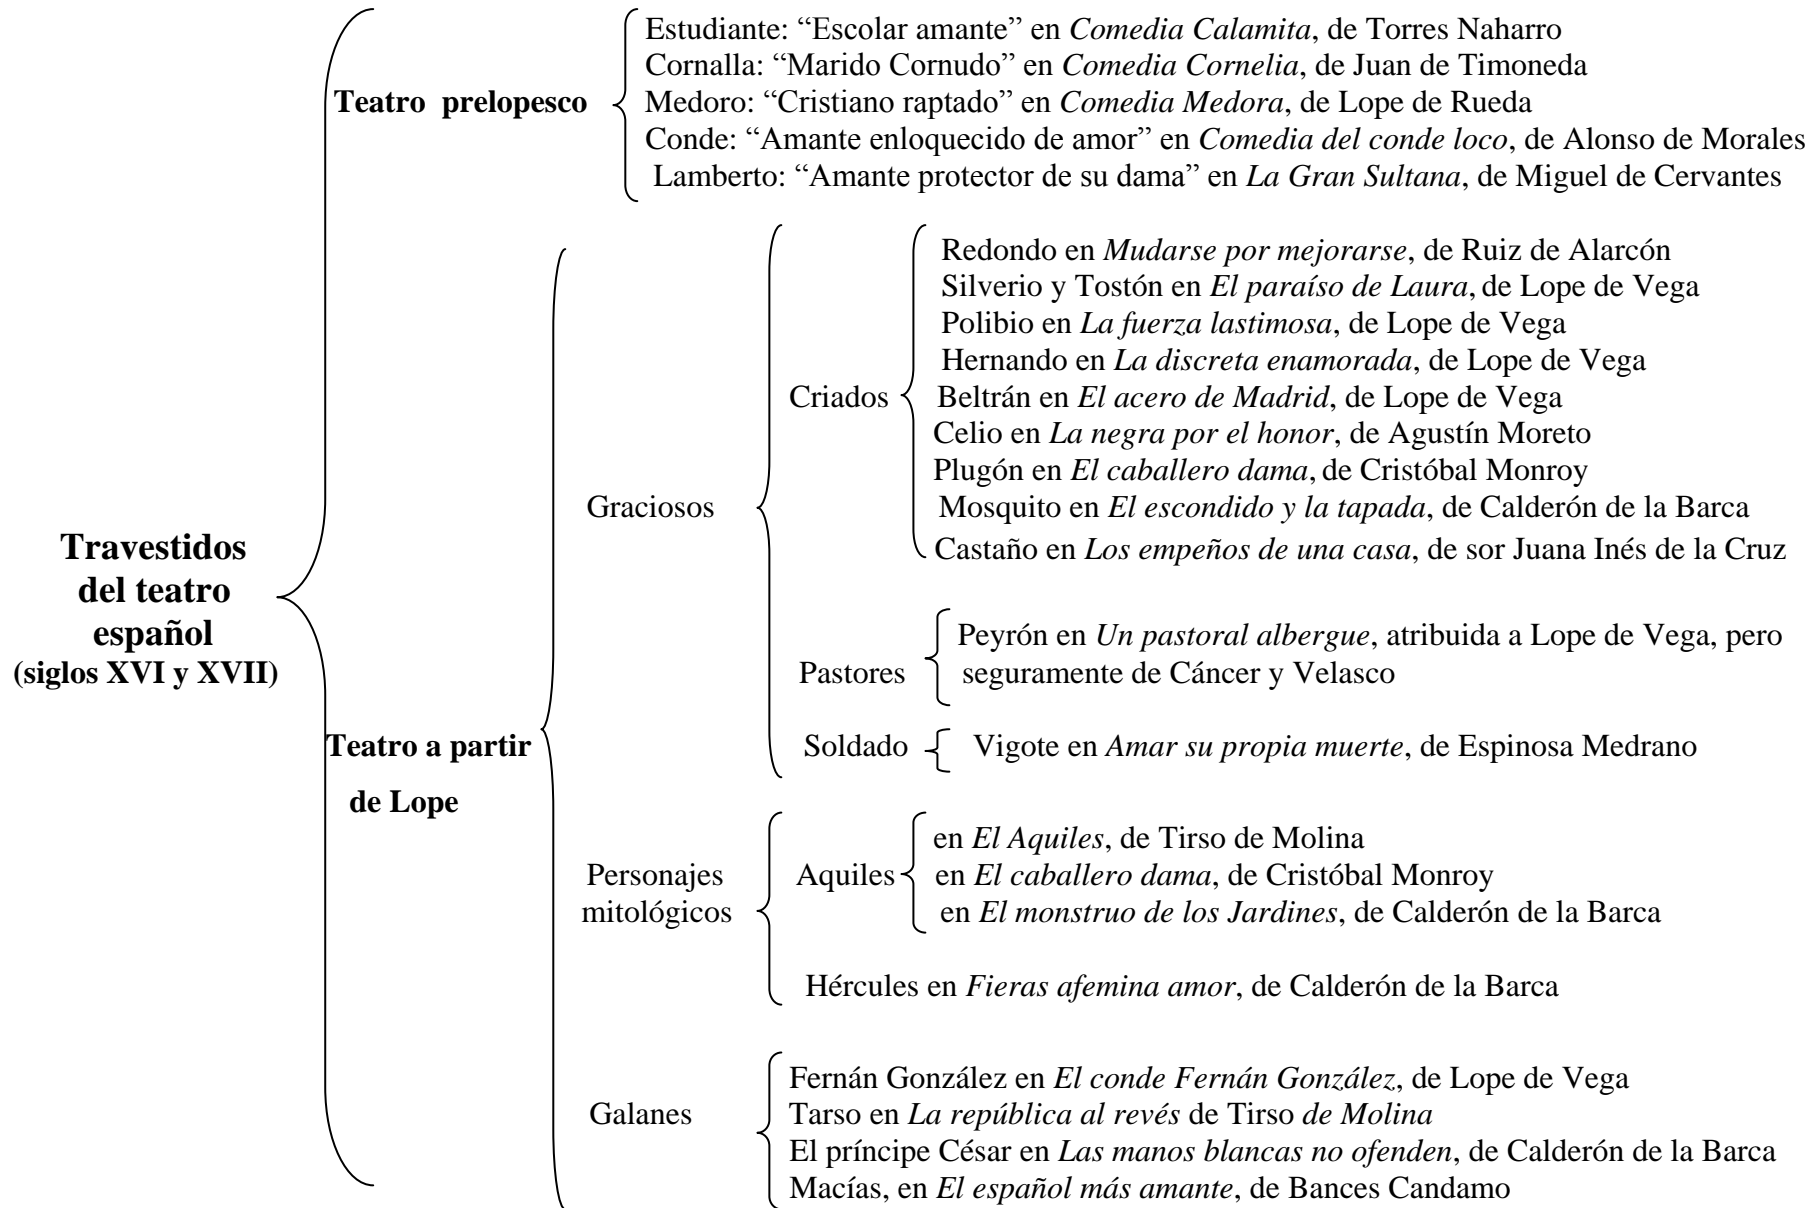 Estudiante: “Escolar amante” en Comedia Calamita, de Torres Naharro
Cornalla: “Marido Cornudo” en Comedia Cornelia, de Juan de Timoneda
Teatro prelopesco
Medoro: “Cristiano raptado” en Comedia Medora, de Lope de Rueda
Conde: “Amante enloquecido de amor” en Comedia del conde loco, de Alonso de Morales
Lamberto: “Amante protector de su dama” en La Gran Sultana, de Miguel de Cervantes
Redondo en Mudarse por mejorarse, de Ruiz de Alarcón
Silverio y Tostón en El paraíso de Laura, de Lope de Vega
Polibio en La fuerza lastimosa, de Lope de Vega
Hernando en La discreta enamorada, de Lope de Vega
Criados
Beltrán en El acero de Madrid, de Lope de Vega
Celio en La negra por el honor, de Agustín Moreto
Plugón en El caballero dama, de Cristóbal Monroy
Graciosos
Mosquito en El escondido y la tapada, de Calderón de la Barca
Castaño en Los empeños de una casa, de sor Juana Inés de la Cruz
Travestidos
del teatro
español
(siglos XVI y XVII)
Pastores
Peyrón en Un pastoral albergue, atribuida a Lope de Vega, pero
seguramente de Cáncer y Velasco
Teatro a partir
de Lope
Soldado
Vigote en Amar su propia muerte, de Espinosa Medrano
Personajes
mitológicos
Aquiles
en El Aquiles, de Tirso de Molina
en El caballero dama, de Cristóbal Monroy
en El monstruo de los Jardines, de Calderón de la Barca
Hércules en Fieras afemina amor, de Calderón de la Barca
Galanes
Fernán González en El conde Fernán González, de Lope de Vega
Tarso en La república al revés de Tirso de Molina
El príncipe César en Las manos blancas no ofenden, de Calderón de la Barca
Macías, en El español más amante, de Bances Candamo